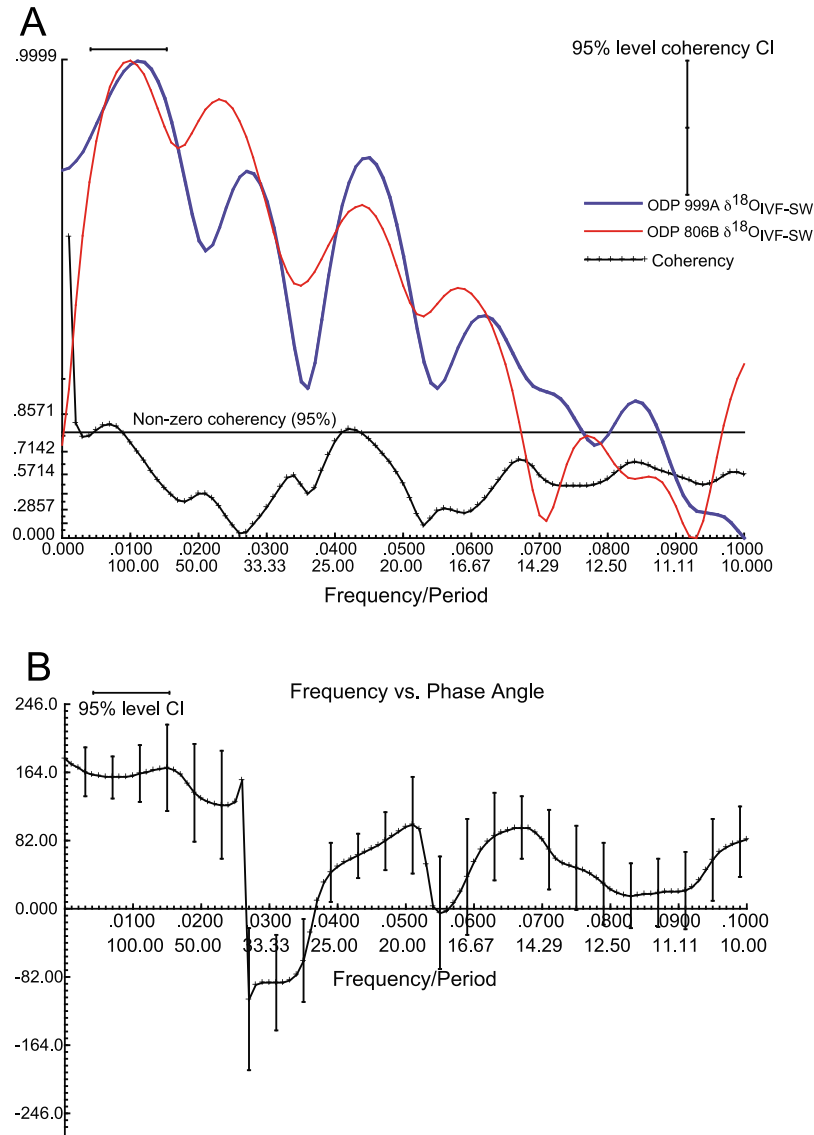 A
.9999
95% level coherency CI
ODP 999A δ18OIVF-SW
ODP 806B δ18OIVF-SW
Coherency
.8571
Non-zero coherency (95%)
.7142
.5714
.2857
0.000
0.000 .0100 .0200 .0300 .0400 .0500 .0600 .0700 .0800 .0900 .1000
100.00 50.00 33.33 25.00 20.00 16.67 14.29 12.50 11.11 10.000
Frequency/Period
B
Frequency vs. Phase Angle
246.0
95% level CI
164.0
82.00
0.000
.0100 .0200 .0300 .0400 .0500 .0600 .0700 .0800 .0900 .1000
100.00 50.00 33.33 25.00 20.00 16.67 14.29 12.50 11.11 10.00
-82.00
Frequency/Period
-164.0
-246.0